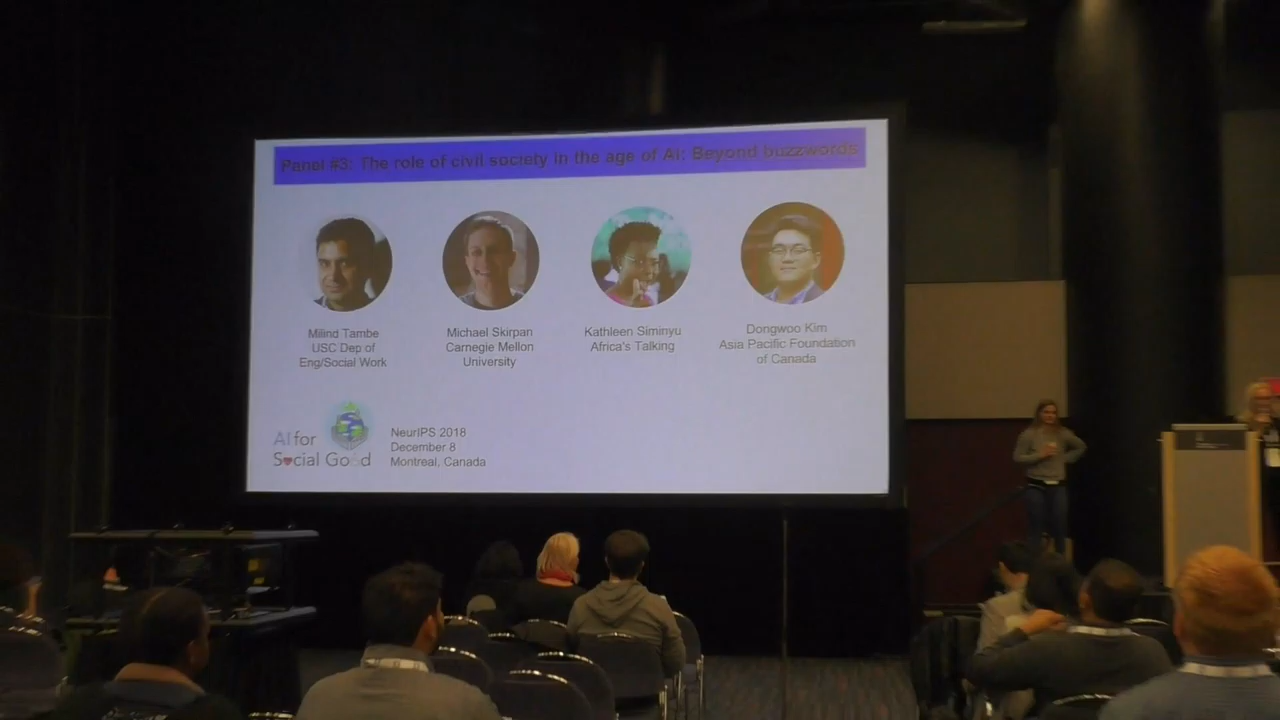 Panel #3: The role of civil society in the age of AI: Beyond buzzwords
Milind Tambe
USC Dep of
Eng/Social Work
Michael Skirpan
Carnegie Mellon
University
Kathleen Siminyu
Africa's Talking
Dongwoo Kim
Asia Pacific Foundation
of Canada
AI for
Social Good
NeurIPS 2018
December 8
Montreal, Canada